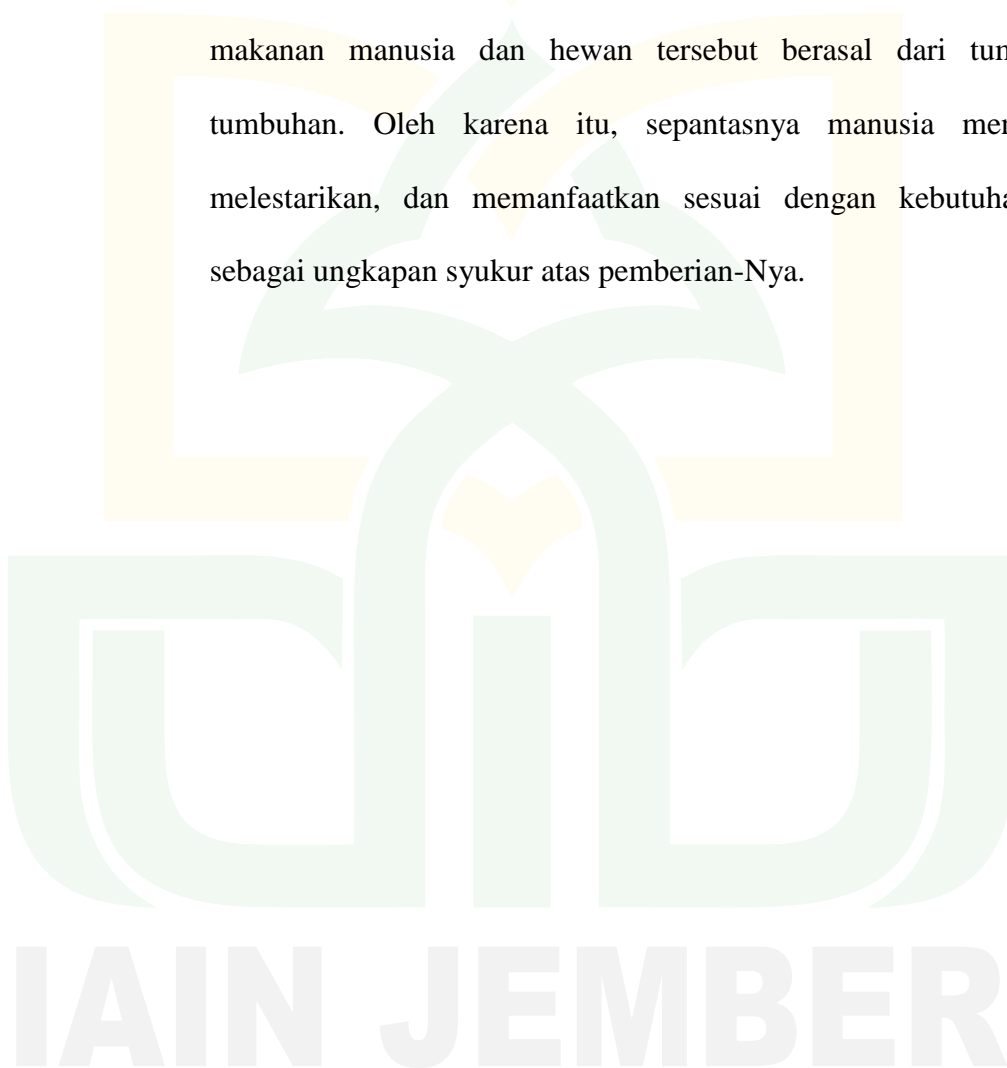 makanan manusia dan hewan tersebut berasal dari
tumbuhan. Oleh karena itu, sepantasnya manusia
melestarikan, dan memanfaatkan sesuai dengan
sebagai ungkapan syukur atas pemberian-Nya.
IAIN JEMBER